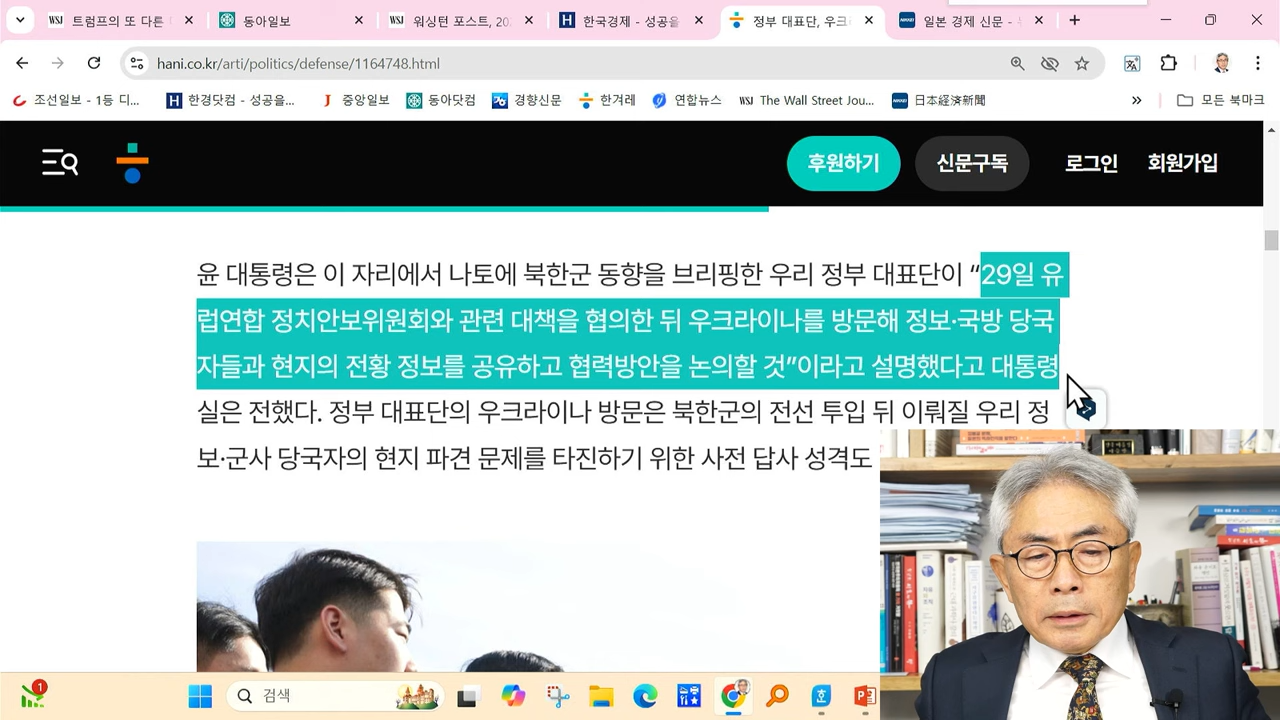 트럼프의 또 다른
동아일보
워싱턴 포스트, 20
한국경제 - 성공을
정부 대표단, 우크
일본 경제 신문 -
hani.co.kr/arti/politics/defense/1164748.html
조선일보 - 1등 디...
한경닷컴 - 성공을...
중앙일보
동아닷컴
경향신문
한겨레
연합뉴스
The Wall Street Jou...
日本経済新聞
모든 북마크
후원하기
신문구독
로그인
회원가입
윤 대통령은 이 자리에서 나토에 북한군 동향을 브리핑한 우리 정부 대표단이 “29일 유
럽연합 정치안보위원회와 관련 대책을 협의한 뒤 우크라이나를 방문해 정보·국방 당국
자들과 현지의 전황 정보를 공유하고 협력방안을 논의할 것”이라고 설명했다고 대통령
실은 전했다. 정부 대표단의 우크라이나 방문은 북한군의 전선 투입 뒤 이뤄질 우리 정
보·군사 당국자의 현지 파견 문제를 타진하기 위한 사전 답사 성격도
1
검색